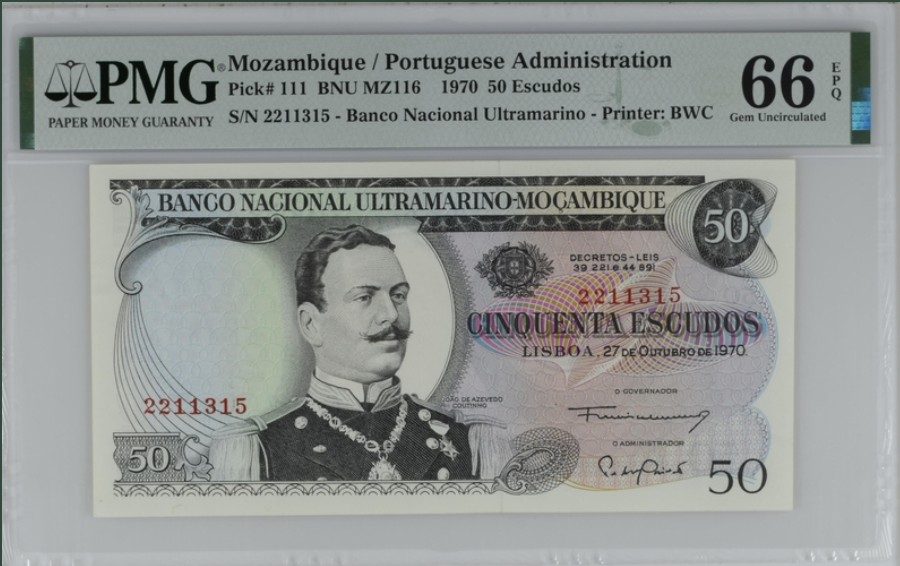 PMG®
PAPER MONEY GUARANTY
Mozambique / Portuguese Administration
Pick# 111 BNU MZ116 1970 50 Escudos
S/N 2211315 - Banco Nacional Ultramarino - Printer: BWC
66
EPQ
Gem Uncirculated
BANCO NACIONAL ULTRAMARINO-MOÇAMBIQUE
50
DECRETOS-LEIS
39 221 e 44 891
2211315
CINQUENTA ESCUDOS
LISBOA, 27 DE OUTUBRO DE 1970
JOÃO DE AZEVEDO
COUTINHO
2211315
O GOVERNADOR
O ADMINISTRADOR
50
50